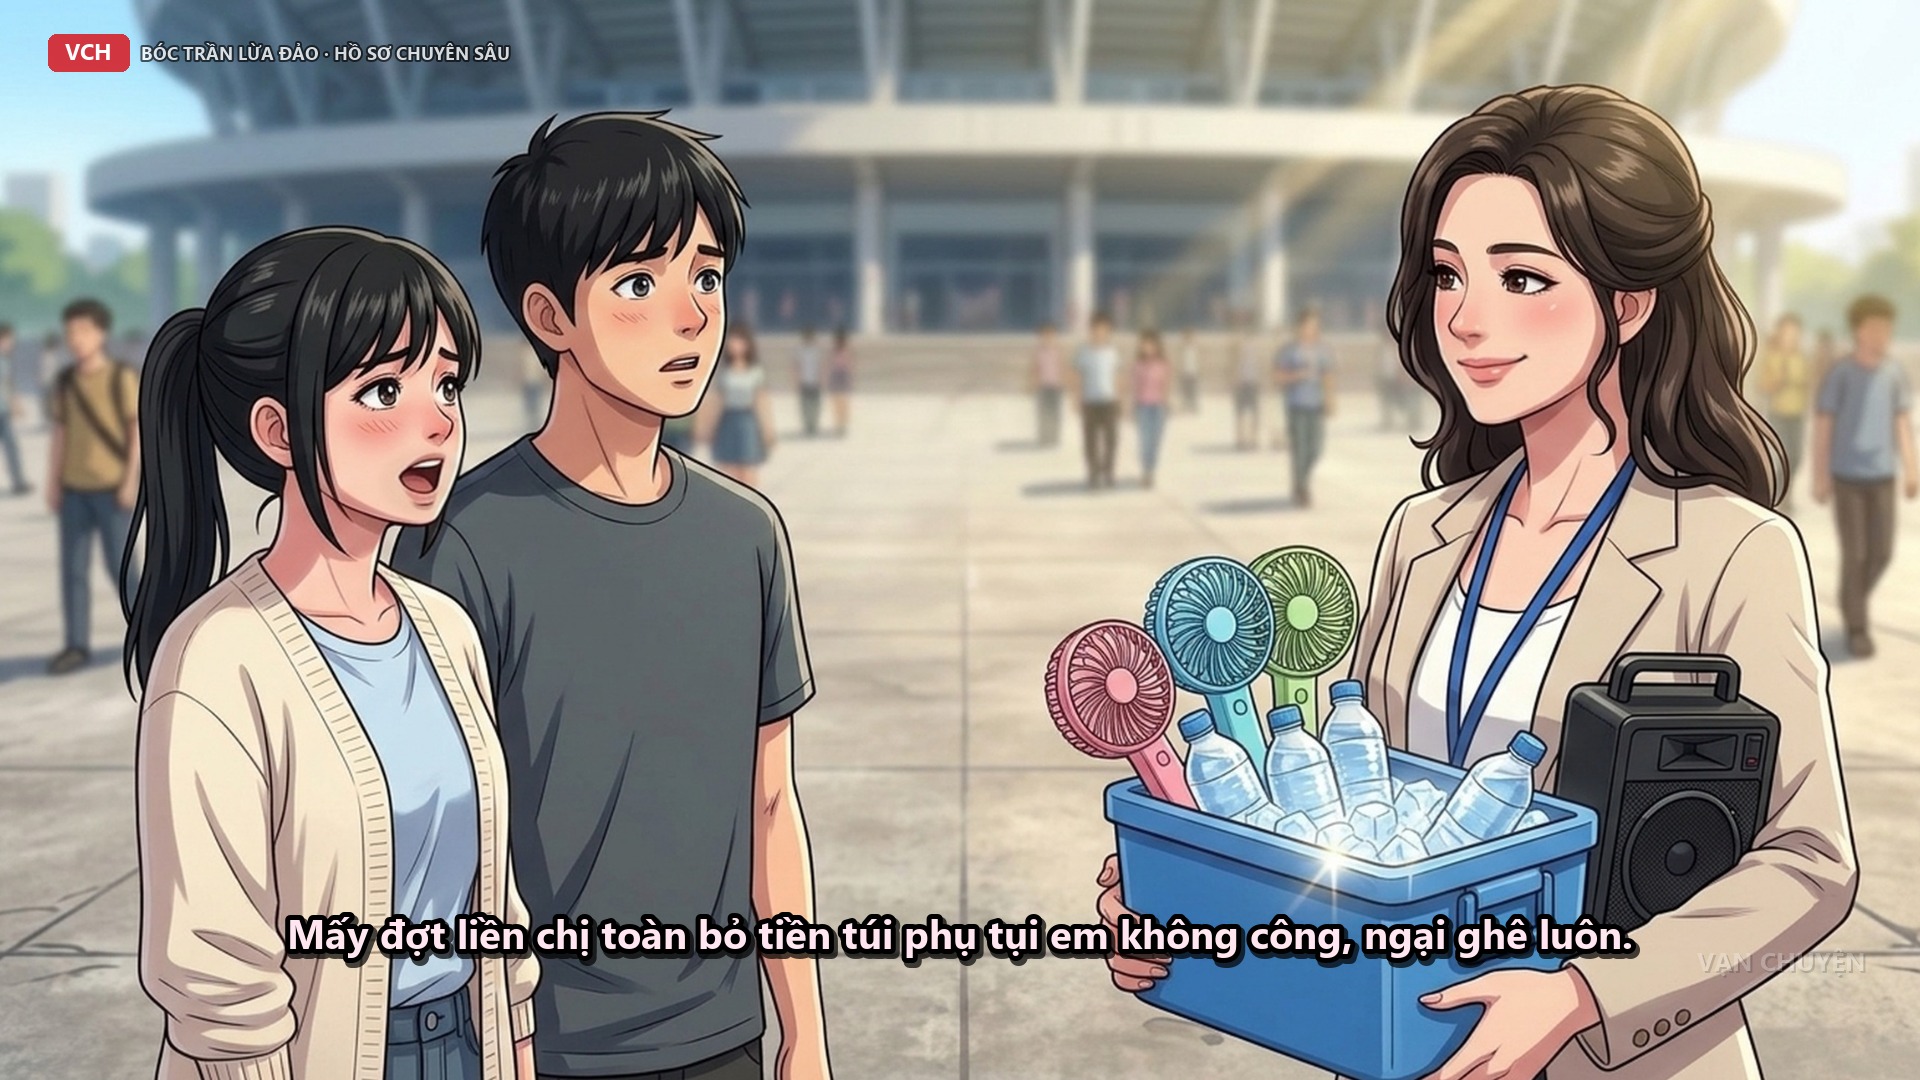 VCH BÓC TRẦN LỪA ĐẢO · HỒ SƠ CHUYÊN SÂU
Mấy đợt liền chị toàn bỏ tiền túi phụ tụi em không công, ngại ghê luôn.
VẠN CHUYỆN